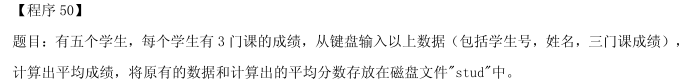 【程序 50】
题目：有五个学生，每个学生有 3 门课的成绩，从键盘输入以上数据（包括学生号，姓名，三门课成绩），
计算出平均成绩，将原有的数据和计算出的平均分数存放在磁盘文件"stud"中。